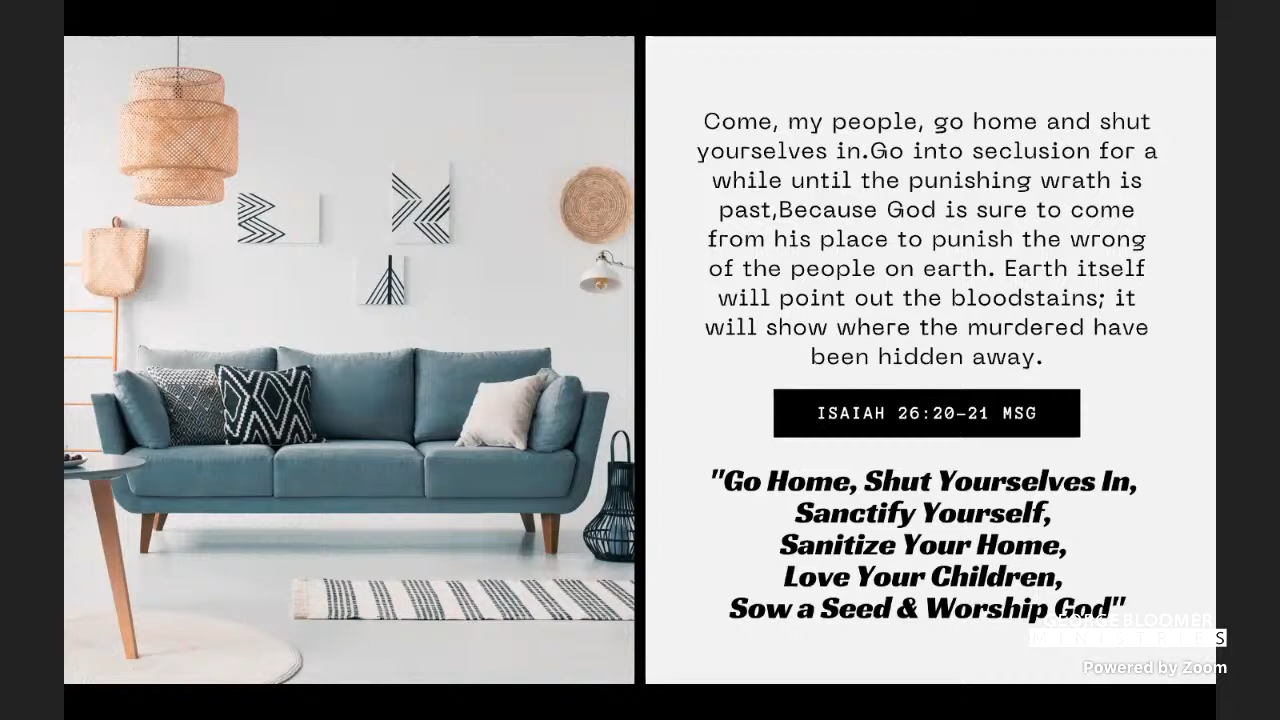 Come, my people, go home and shut
yourselves in.Go into seclusion for a
while until the punishing wrath is
past,Because God is sure to come
from his place to punish the wrong
of the people on earth. Earth itself
will point out the bloodstains; it
will show where the murdered have
been hidden away.
ISAIAH 26:20–21 MSG
"Go Home, Shut Yourselves In,
Sanctify Yourself,
Sanitize Your Home,
Love Your Children,
Sow a Seed & Worship God"
GEORGE BLOOMER
MINISTRIES
Powered by Zoom